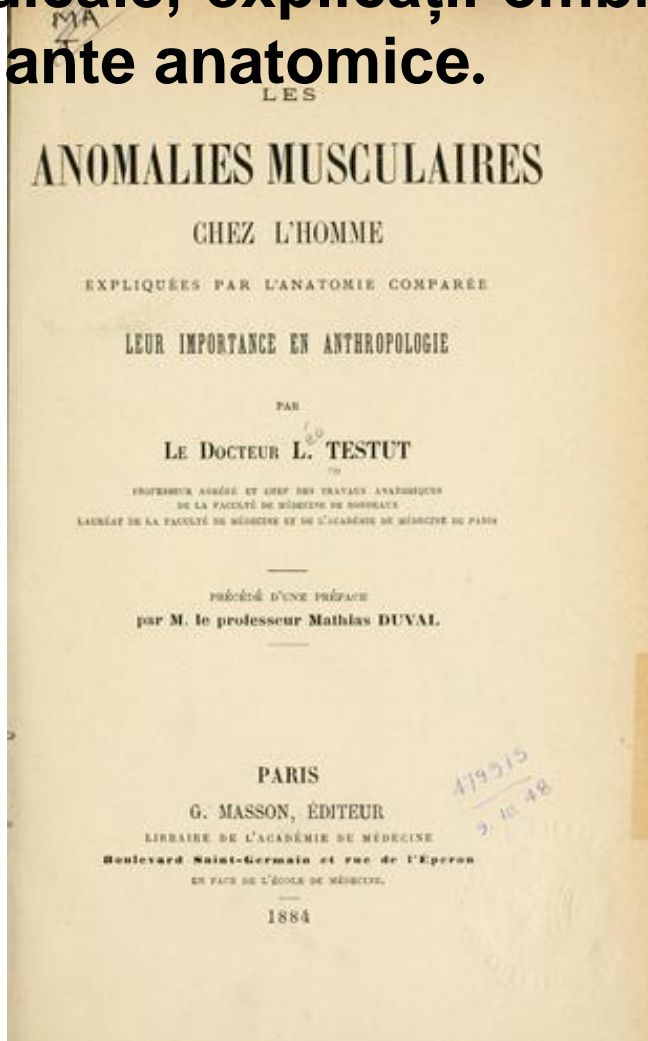 ante anatomice.
MA
LES
ANOMALIES MUSCULAIRES
CHEZ L'HOMME
EXPLIQUÉES PAR L'ANATOMIE COMPARÉE
LEUR IMPORTANCE EN ANTHROPOLOGIE
PAR
LE DOCTEUR L. TESTUT
PROFESSEUR AGRÉGÉ ET CHEF DES TRAVAUX ANATOMIQUES
DE LA FACULTÉ DE MÉDECINE DE BORDEAUX
LAURÉAT DE LA FACULTÉ DE MÉDECINE ET DE L'ACADÉMIE DE MÉDECINE DE PARIS
PRÉCÉDÉ D'UNE PRÉFACE
par M. le professeur Mathias DUVAL
PARIS
G. MASSON, ÉDITEUR
LIBRAIRE DE L'ACADÉMIE DE MÉDECINE
Boulevard Saint-Germain et rue de l'Éperon
EN FACE DE L'ÉCOLE DE MÉDECINE.
1884